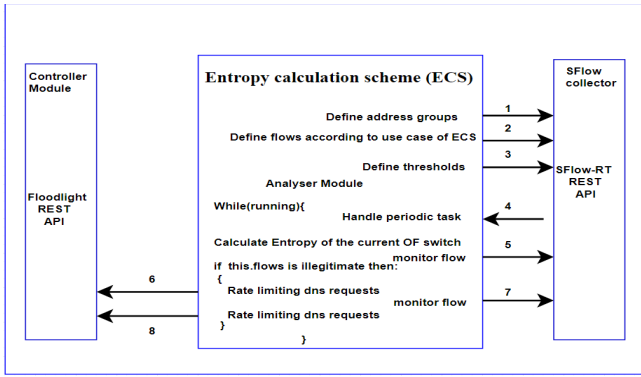 Controller
Module
Floodlight
REST
API
Entropy calculation scheme (ECS)
Define address groups
Define flows according to use case of ECS
Define thresholds
Analyser Module
While(running){
Handle periodic task
Calculate Entropy of the current OF switch
monitor flow
if this.flows is illegitimate then:
{
Rate limiting dns requests
monitor flow
Rate limiting dns requests
}
}
1
2
3
4
5
6
7
8
SFlow
collector
SFlow-RT
REST
API